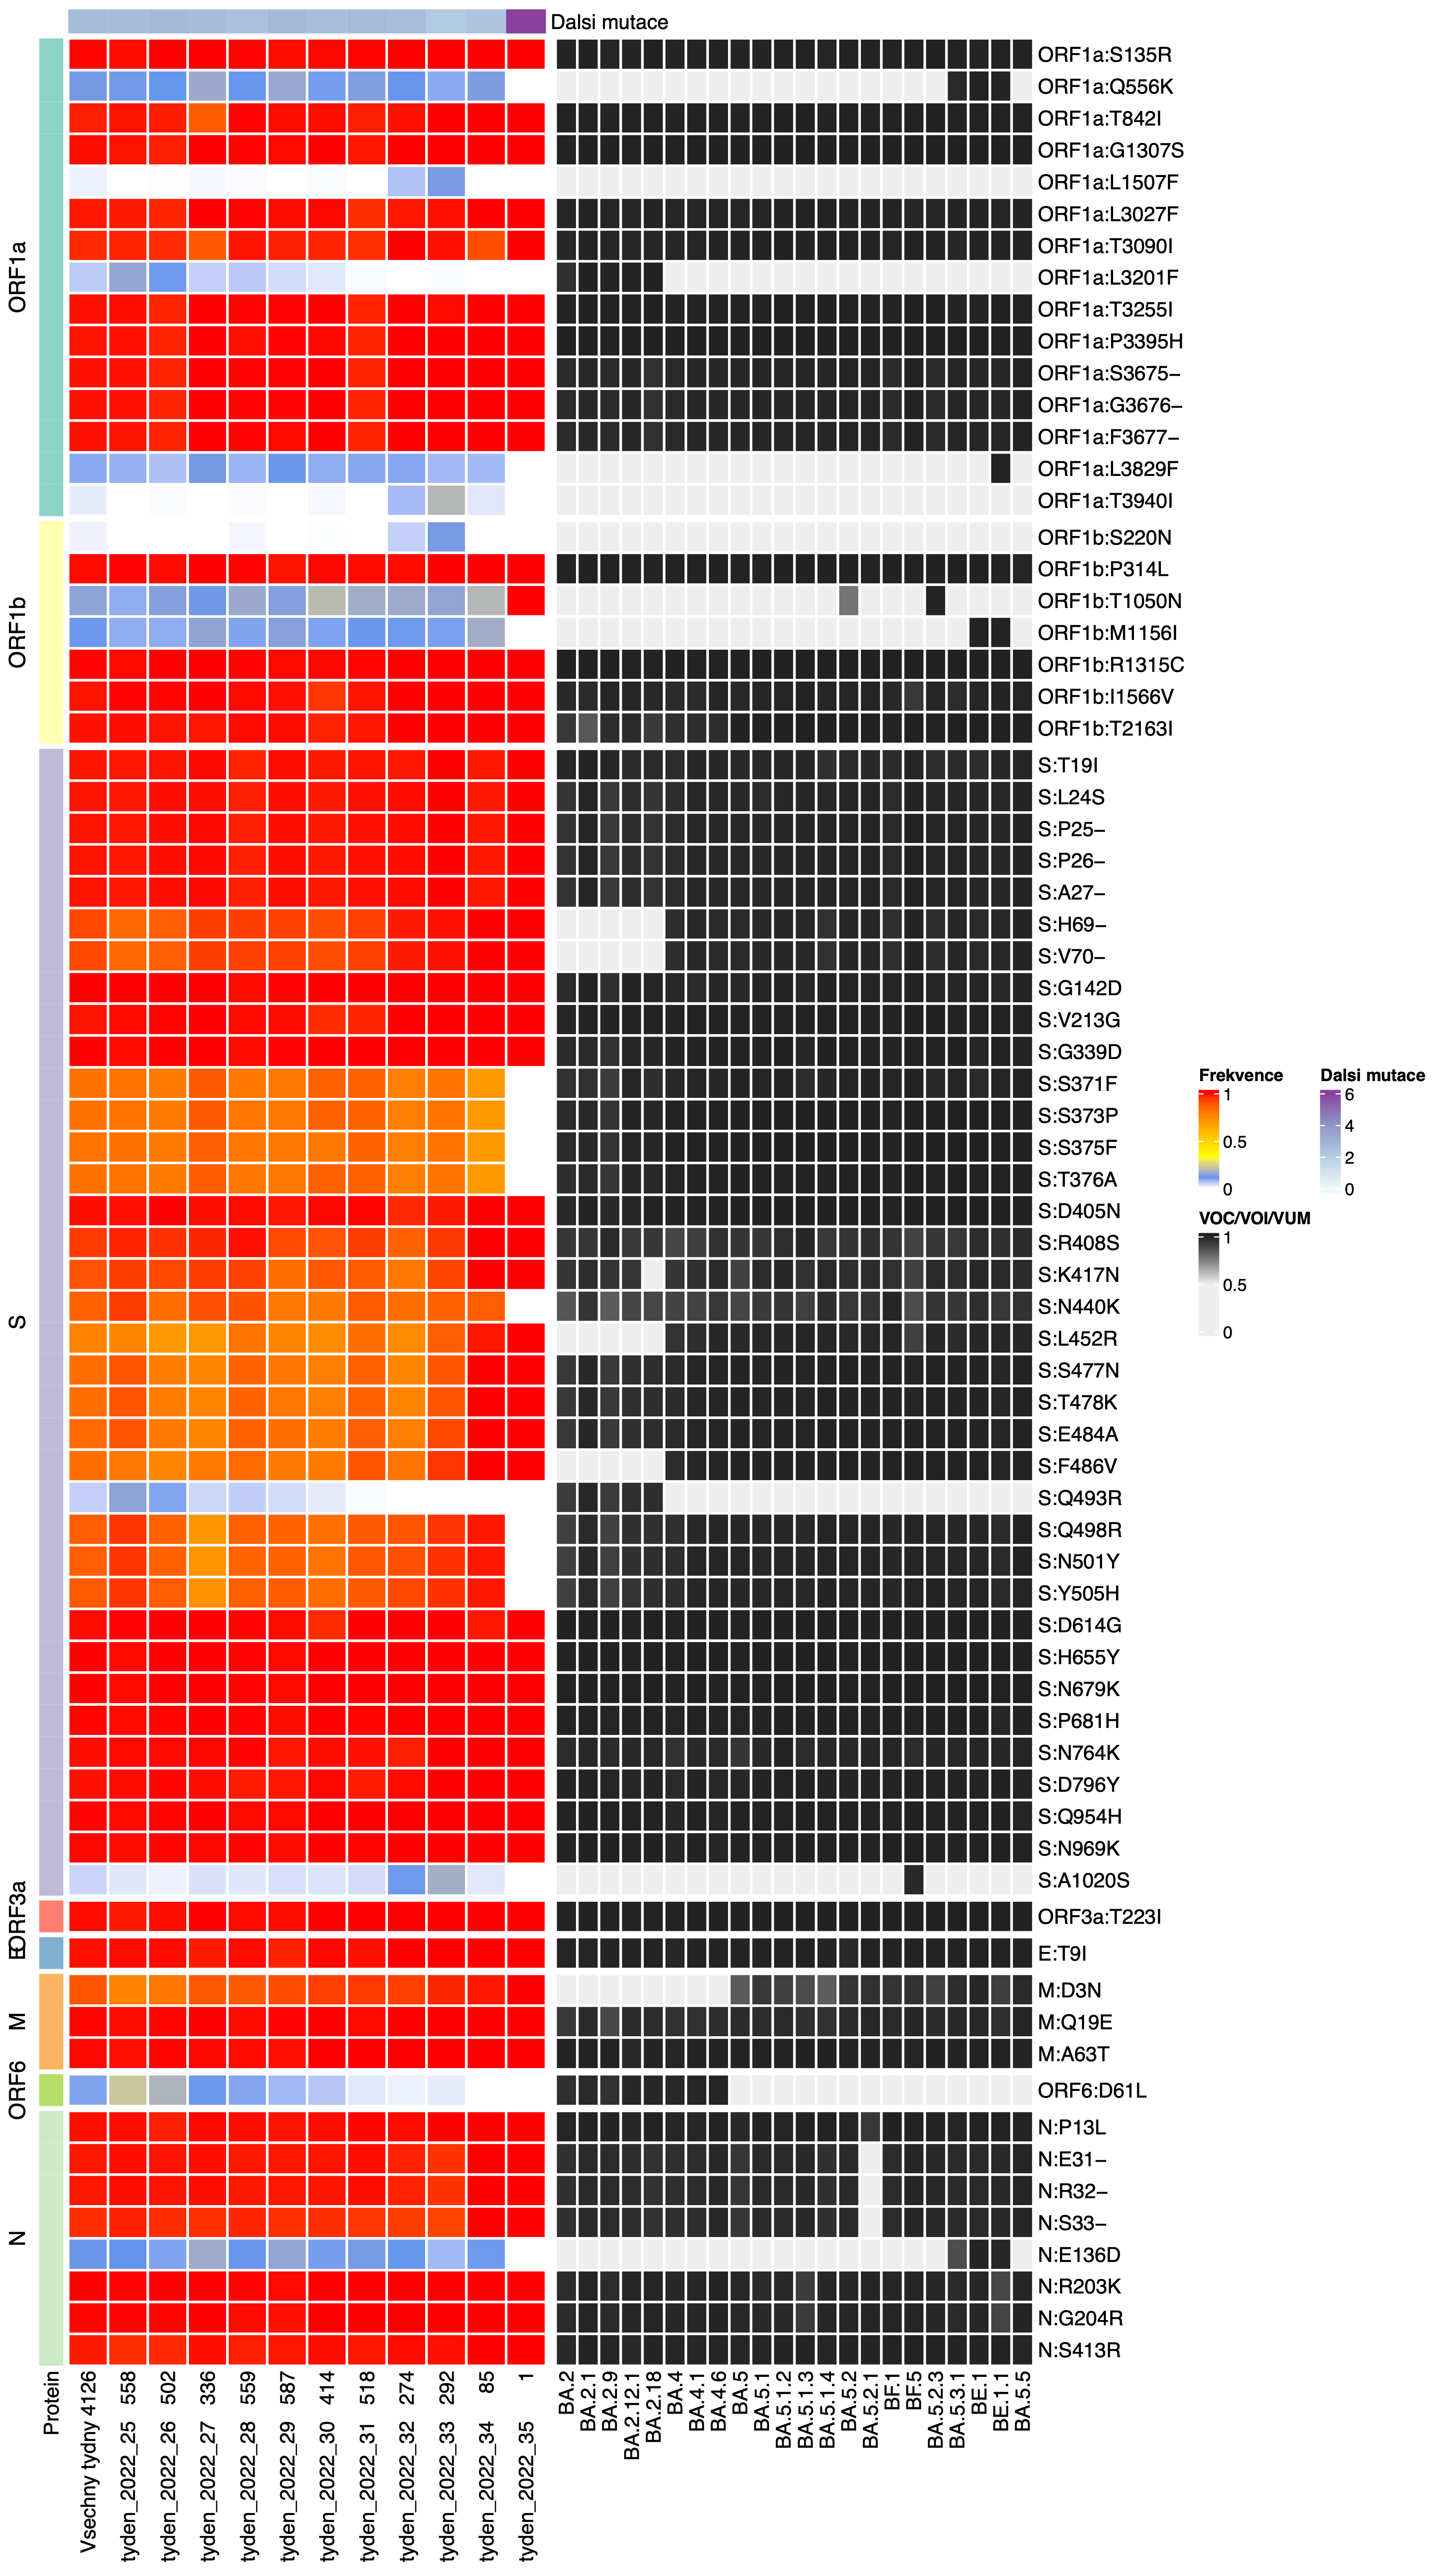 Dalsi mutace
ORF1a
ORF1b
S
ORF3a
E
M
ORF6
N
ORF1a:S135R
ORF1a:Q556K
ORF1a:T842I
ORF1a:G1307S
ORF1a:L1507F
ORF1a:L3027F
ORF1a:T3090I
ORF1a:L3201F
ORF1a:T3255I
ORF1a:P3395H
ORF1a:S3675−
ORF1a:G3676−
ORF1a:F3677−
ORF1a:L3829F
ORF1a:T3940I
ORF1b:S220N
ORF1b:P314L
ORF1b:T1050N
ORF1b:M1156I
ORF1b:R1315C
ORF1b:I1566V
ORF1b:T2163I
S:T19I
S:L24S
S:P25−
S:P26−
S:A27−
S:H69−
S:V70−
S:G142D
S:V213G
S:G339D
S:S371F
S:S373P
S:S375F
S:T376A
S:D405N
S:R408S
S:K417N
S:N440K
S:L452R
S:S477N
S:T478K
S:E484A
S:F486V
S:Q493R
S:Q498R
S:N501Y
S:Y505H
S:D614G
S:H655Y
S:N679K
S:P681H
S:N764K
S:D796Y
S:Q954H
S:N969K
S:A1020S
ORF3a:T223I
E:T9I
M:D3N
M:Q19E
M:A63T
ORF6:D61L
N:P13L
N:E31−
N:R32−
N:S33−
N:E136D
N:R203K
N:G204R
N:S413R
Frekvence
1
0.5
0
Dalsi mutace
6
4
2
0
VOC/VOI/VUM
1
0.5
0
Protein
Vsechny tydny 4126
tyden_2022_25 558
tyden_2022_26 502
tyden_2022_27 336
tyden_2022_28 559
tyden_2022_29 587
tyden_2022_30 414
tyden_2022_31 518
tyden_2022_32 274
tyden_2022_33 292
tyden_2022_34 85
tyden_2022_35 1
BA.2
BA.2.1
BA.2.9
BA.2.12.1
BA.2.18
BA.4
BA.4.1
BA.4.6
BA.5
BA.5.1
BA.5.1.2
BA.5.1.3
BA.5.1.4
BA.5.2
BA.5.2.1
BF.1
BF.5
BA.5.2.3
BA.5.3.1
BE.1
BE.1.1
BA.5.5